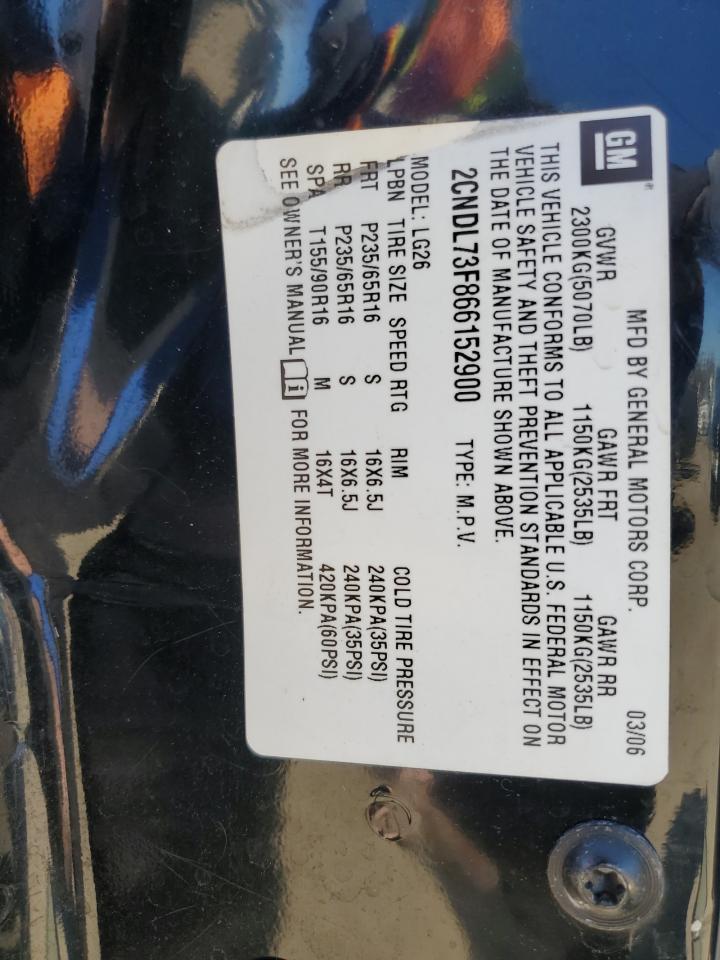 GM
MFD BY GENERAL MOTORS CORP. 03/06
GVWR GAWR FRT GAWR RR
2300KG(5070LB) 1150KG(2535LB) 1150KG(2535LB)
THIS VEHICLE CONFORMS TO ALL APPLICABLE U.S. FEDERAL MOTOR
VEHICLE SAFETY AND THEFT PREVENTION STANDARDS IN EFFECT ON
THE DATE OF MANUFACTURE SHOWN ABOVE.
2CNDL73F866152900 TYPE: M.P.V.
MODEL: LG26
LPBN TIRE SIZE SPEED RTG RIM COLD TIRE PRESSURE
FRT P235/65R16 S 16X6.5J 240KPA(35PSI)
RR P235/65R16 S 16X6.5J 240KPA(35PSI)
SPA T155/90R16 M 16X4T 420KPA(60PSI)
SEE OWNER'S MANUAL i FOR MORE INFORMATION.